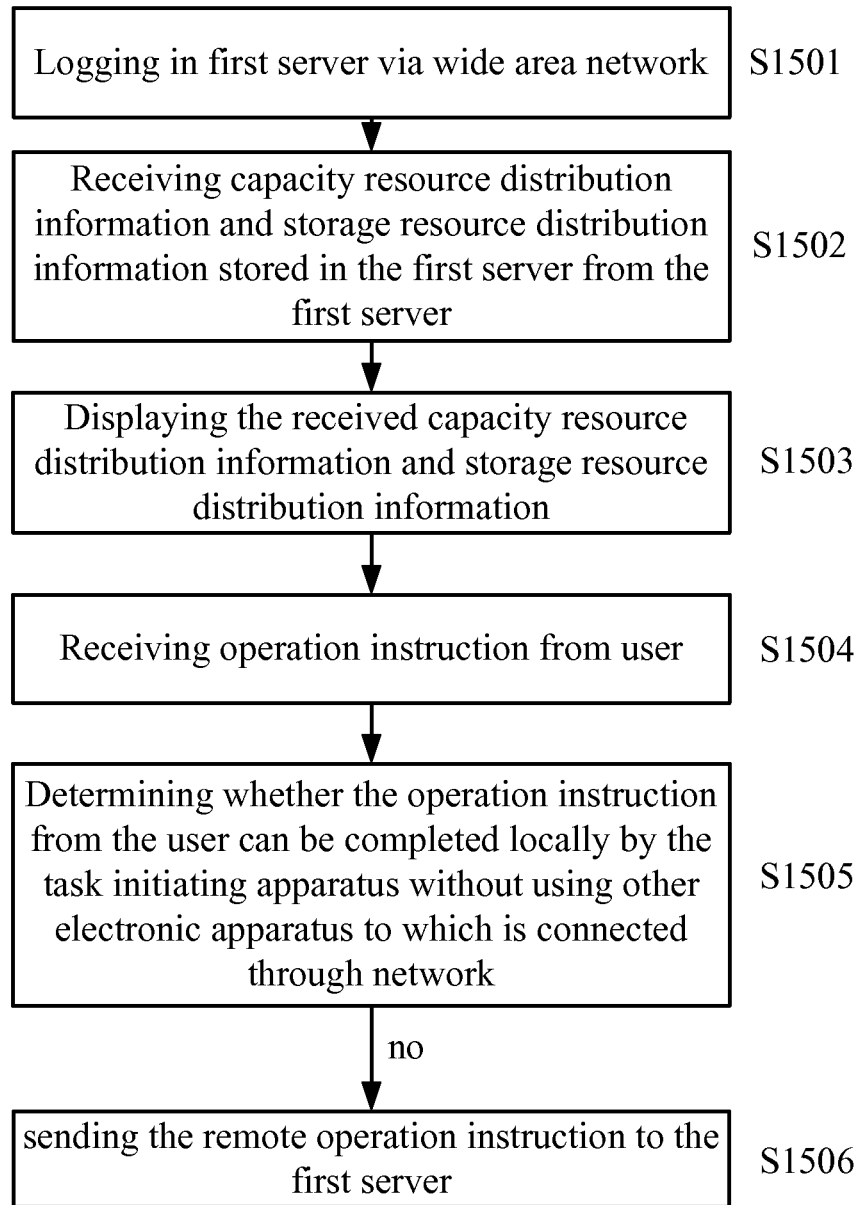 Logging in first server via wide area network
S1501
Receiving capacity resource distribution
information and storage resource distribution
information stored in the first server from the
first server
S1502
Displaying the received capacity resource
distribution information and storage resource
distribution information
S1503
Receiving operation instruction from user
S1504
Determining whether the operation instruction
from the user can be completed locally by the
task initiating apparatus without using other
electronic apparatus to which is connected
through network
S1505
no
sending the remote operation instruction to the
first server
S1506